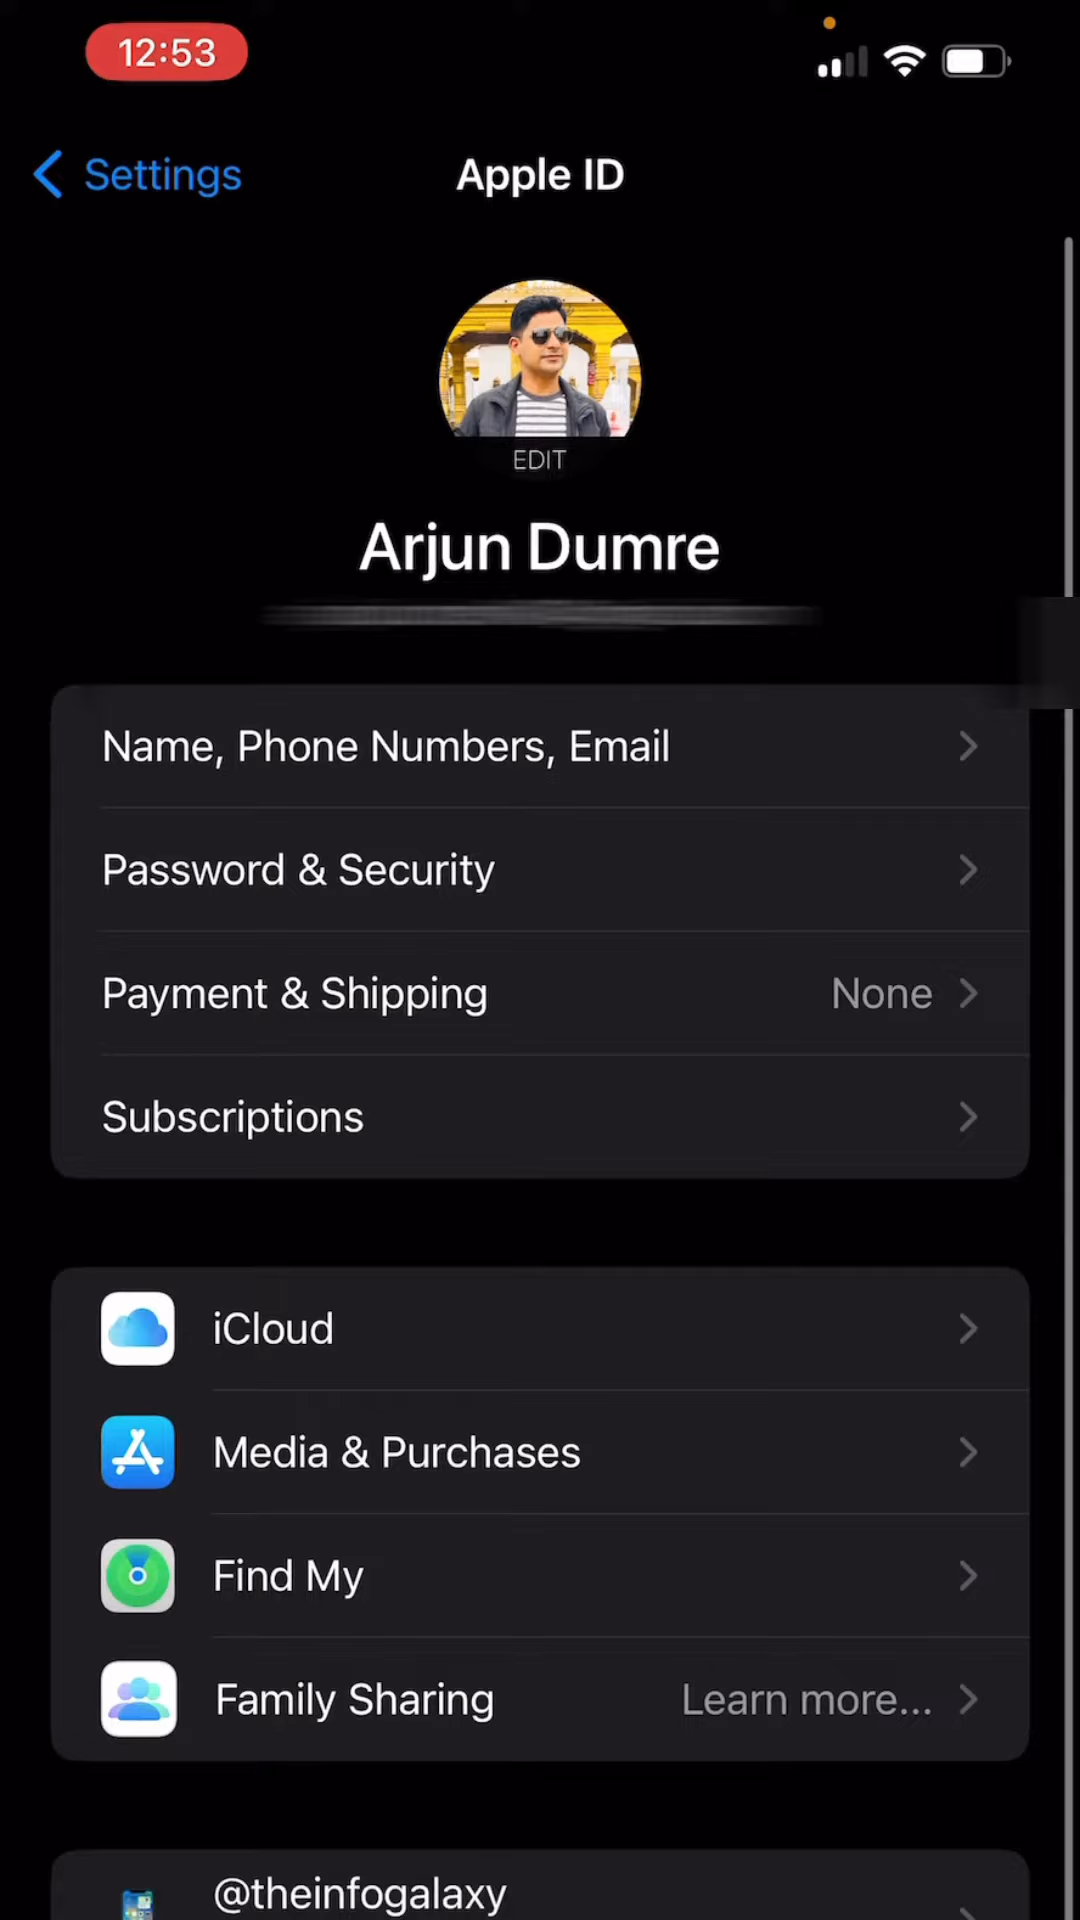 12:53
Settings
Apple ID
EDIT
Arjun Dumre
Name, Phone Numbers, Email
Password & Security
Payment & Shipping None
Subscriptions
iCloud
Media & Purchases
Find My
Family Sharing Learn more...
@theinfogalaxy